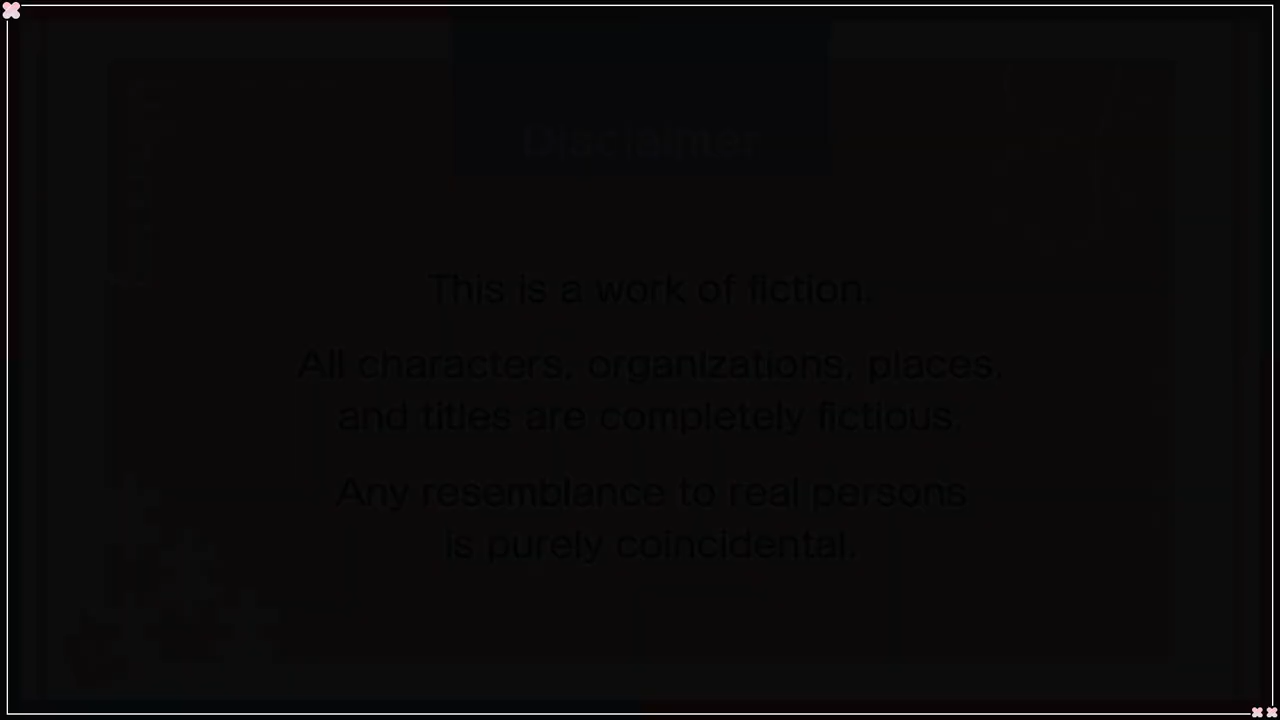 Disclaimer
This is a work of fiction.
All characters, organizations, places,
and titles are completely fictious.
Any resemblance to real persons
is purely coincidental.